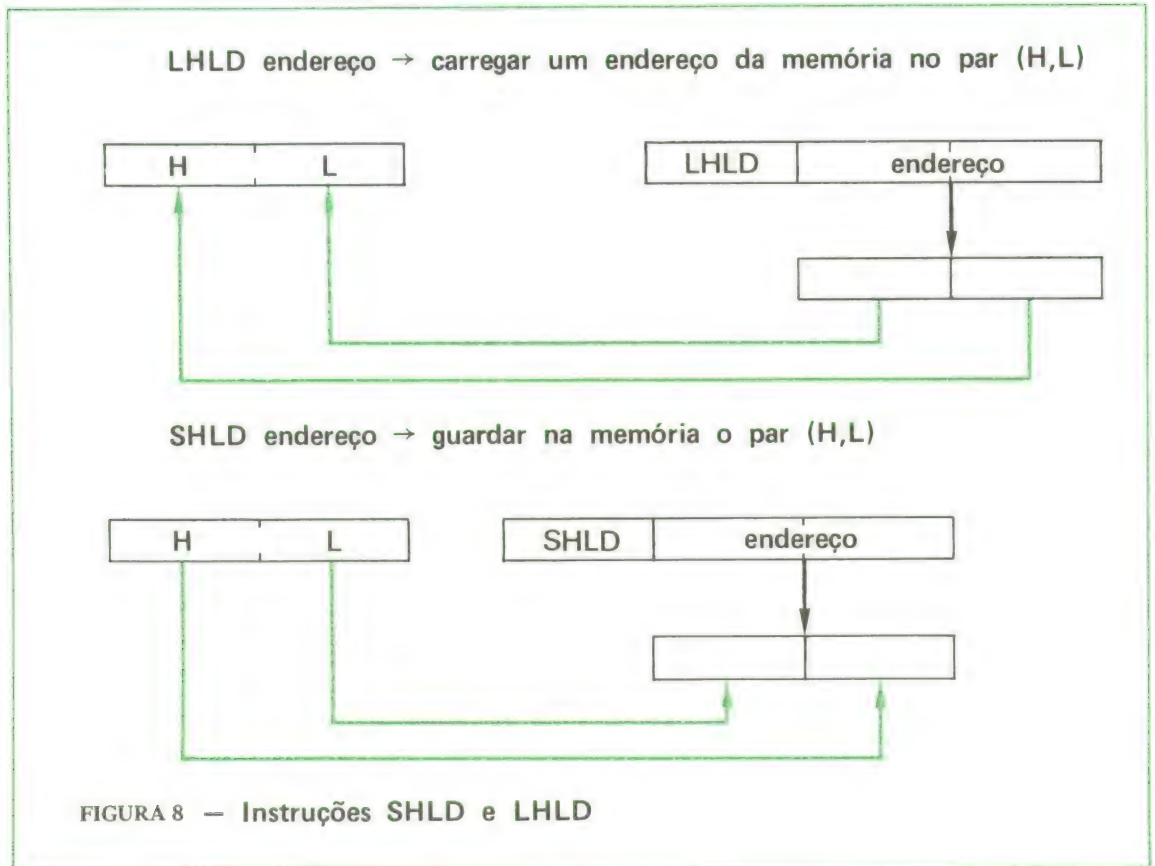 LHLD endereço → carregar um endereço da memória no par (H,L)
H L
LHLD endereço
SHLD endereço → guardar na memória o par (H,L)
H L
SHLD endereço
FIGURA 8 — Instruções SHLD e LHLD